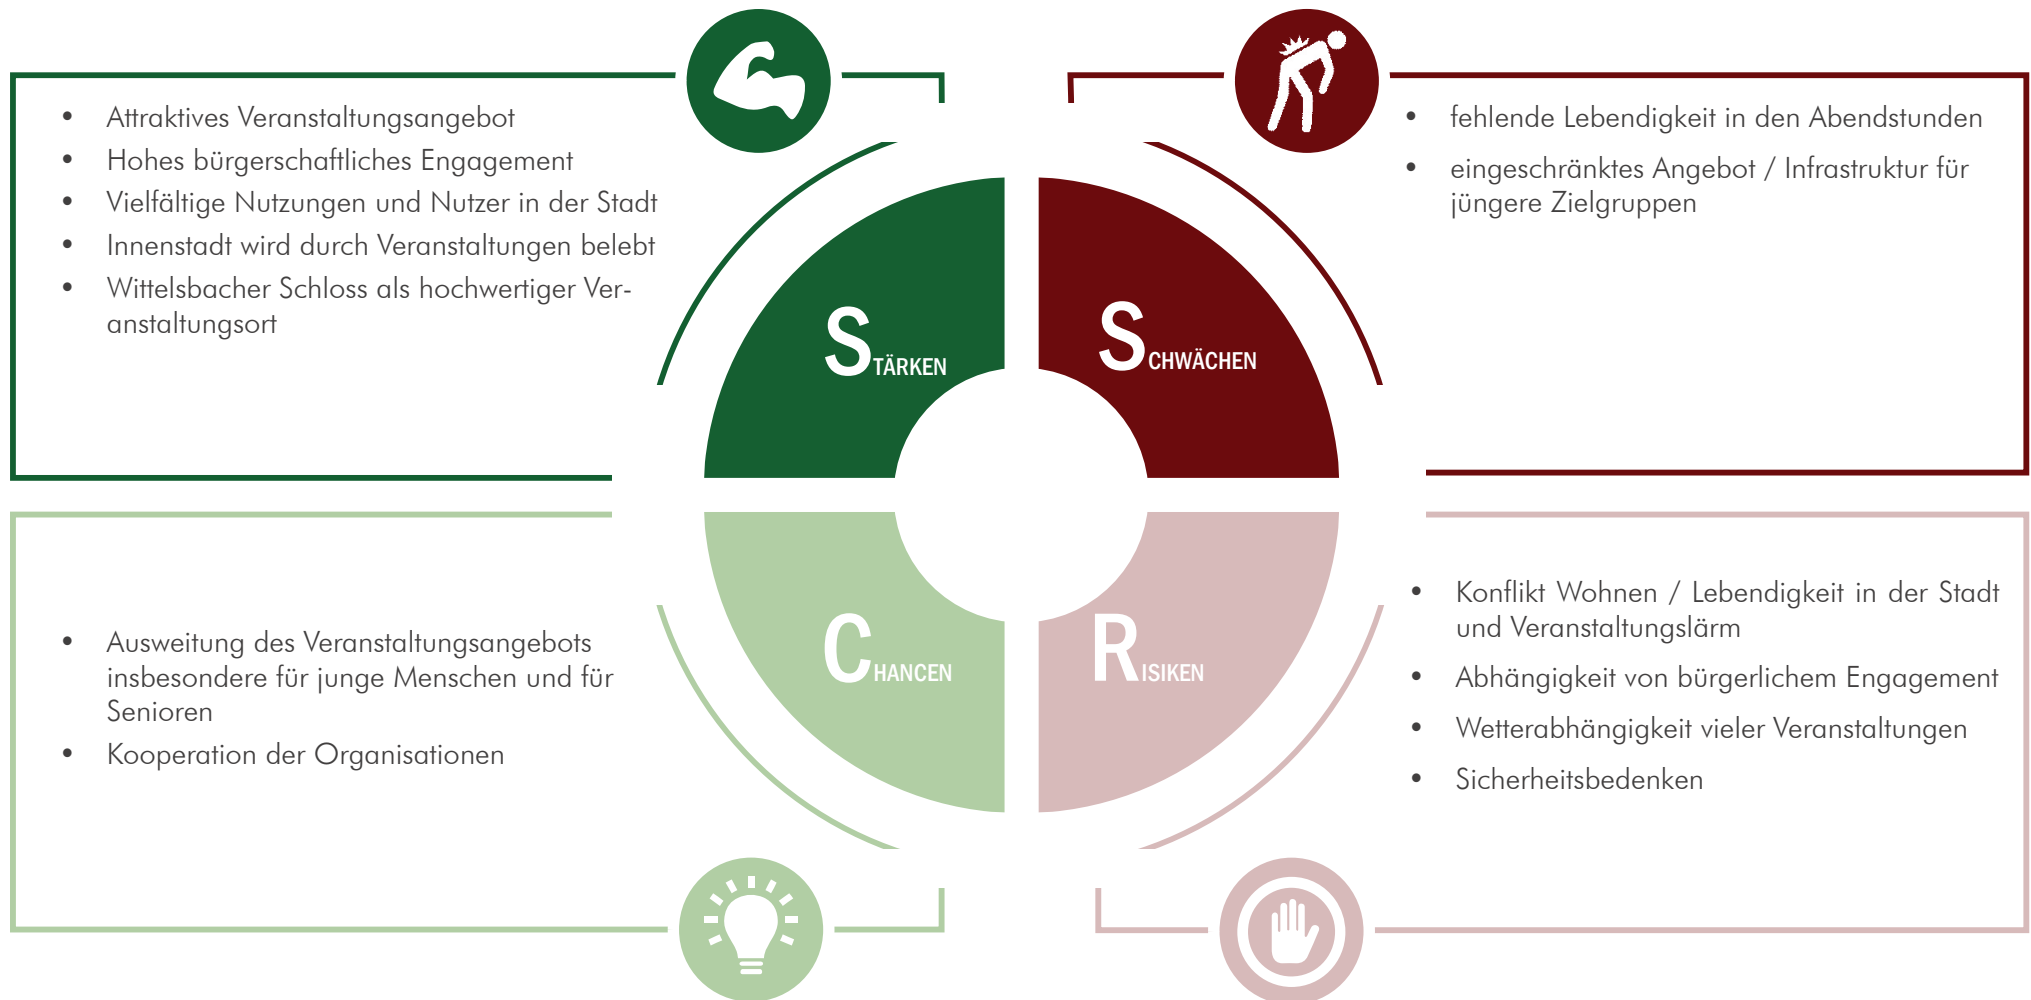 • Attraktives Veranstaltungsangebot
• Hohes bürgerschaftliches Engagement
• Vielfältige Nutzungen und Nutzer in der Stadt
• Innenstadt wird durch Veranstaltungen belebt
• Wittelsbacher Schloss als hochwertiger Ver-
anstaltungsort
• fehlende Lebendigkeit in den Abendstunden
• eingeschränktes Angebot / Infrastruktur für
jüngere Zielgruppen
STÄRKEN
SCHWÄCHEN
CHANCEN
RISIKEN
• Ausweitung des Veranstaltungsangebots
insbesondere für junge Menschen und für
Senioren
• Kooperation der Organisationen
• Konflikt Wohnen / Lebendigkeit in der Stadt
und Veranstaltungslärm
• Abhängigkeit von bürgerlichem Engagement
• Wetterabhängigkeit vieler Veranstaltungen
• Sicherheitsbedenken